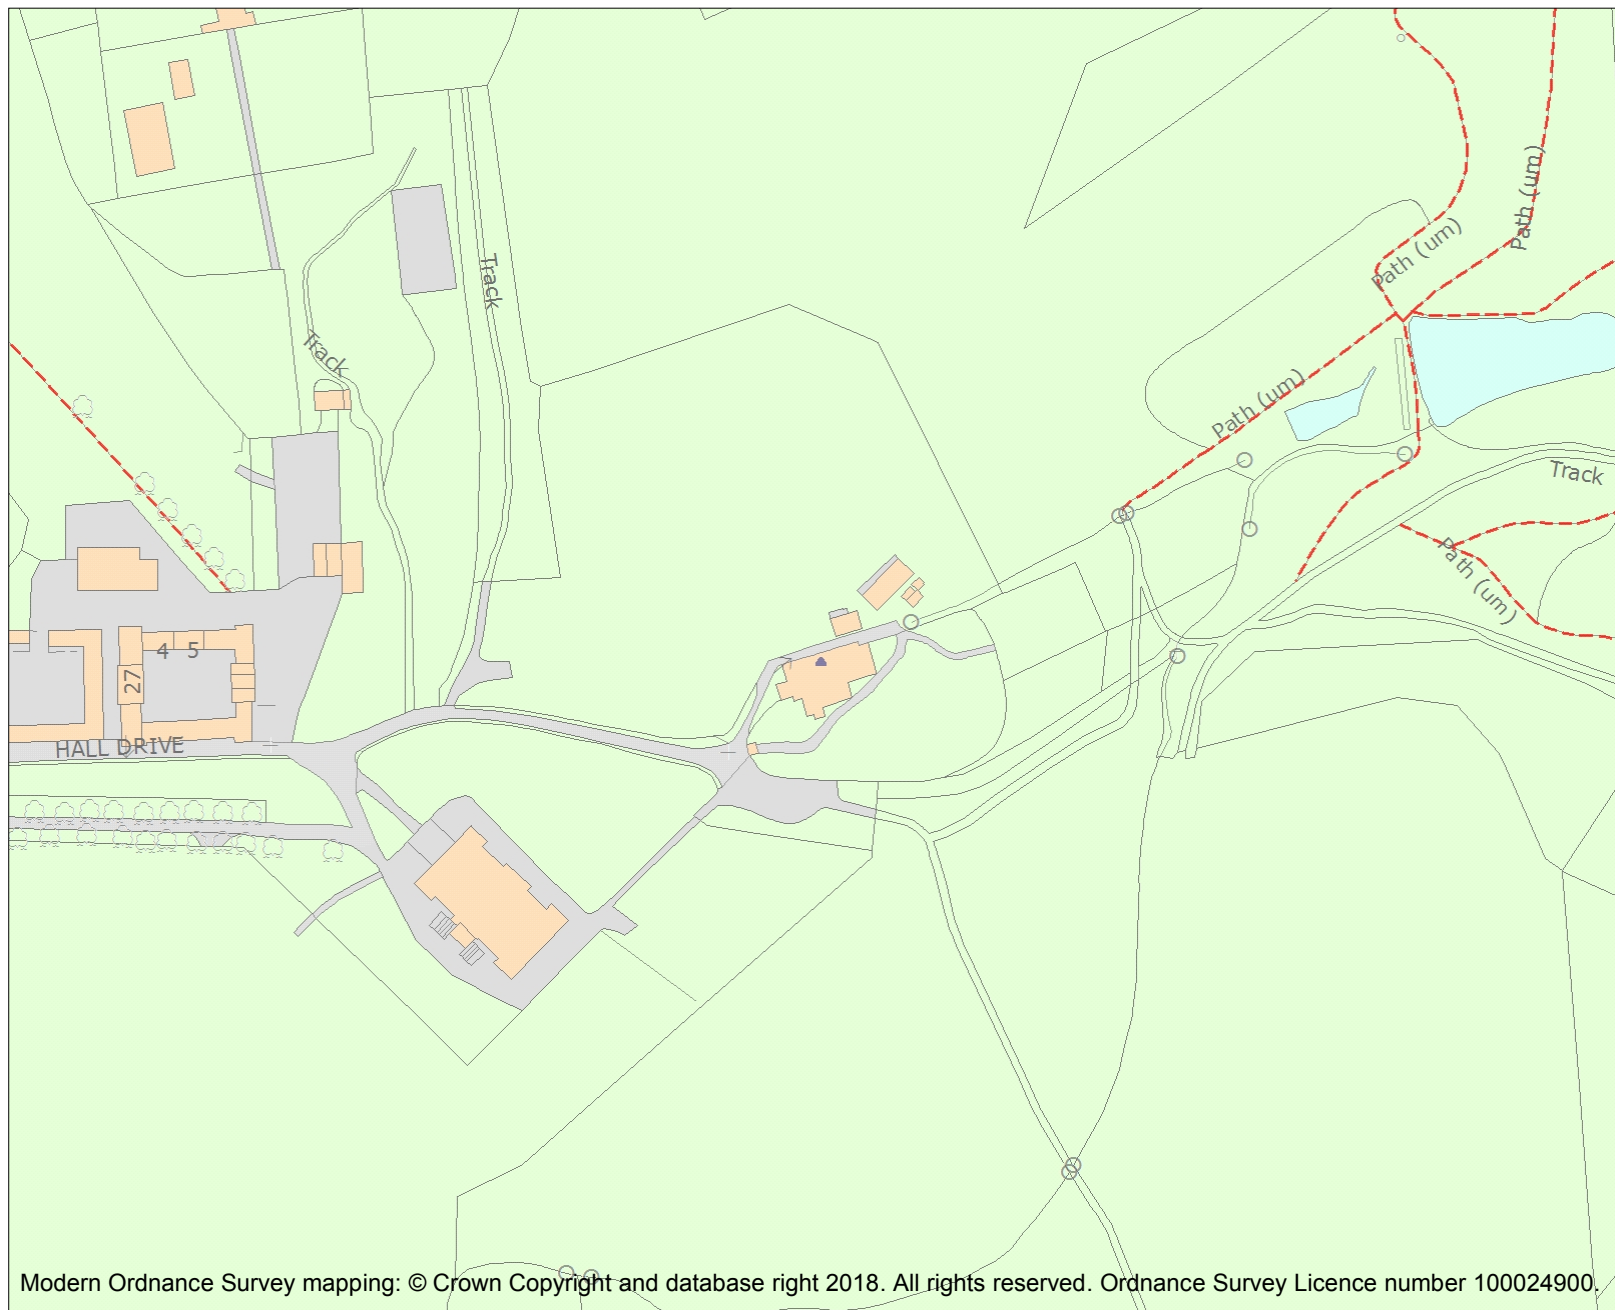 Path (um)
Path (um)
Track
Track
Path (um)
Track
Path (um)
4 5
27
HALL DRIVE
Modern Ordnance Survey mapping: © Crown Copyright and database right 2018. All rights reserved. Ordnance Survey Licence number 100024900.